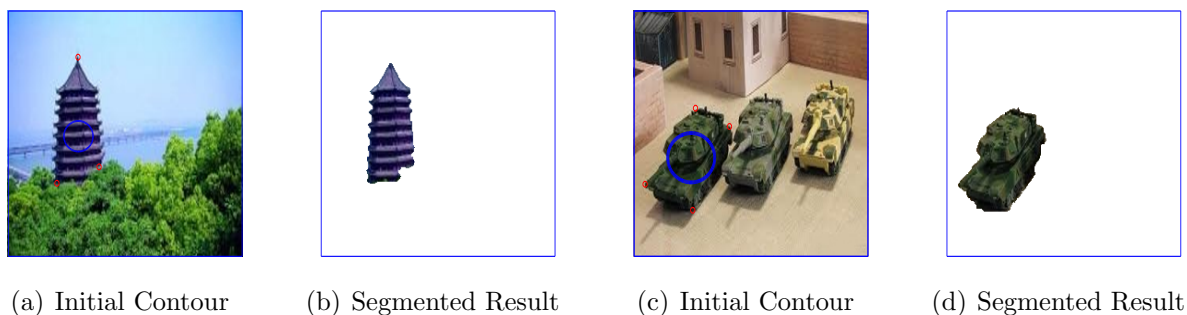 (a) Initial Contour
(b) Segmented Result
(c) Initial Contour
(d) Segmented Result